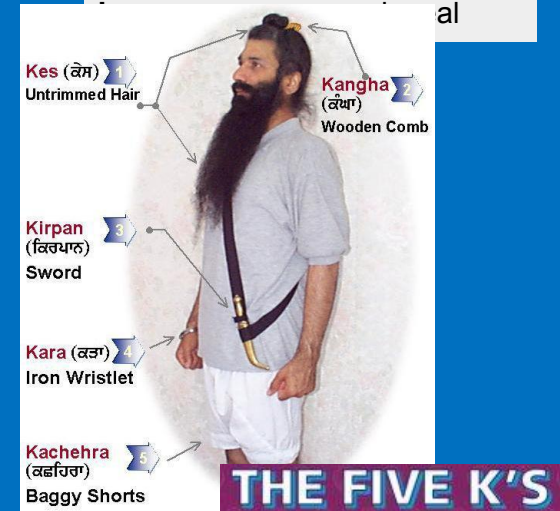 al
Kes (ਕੇਸ) 1
Untrimmed Hair
Kangha 2
(ਕੰਘਾ)
Wooden Comb
Kirpan 3
(ਕਿਰਪਾਨ)
Sword
Kara (ਕੜਾ) 4
Iron Wristlet
Kachehra 5
(ਕਛਹਿਰਾ)
Baggy Shorts
THE FIVE K'S